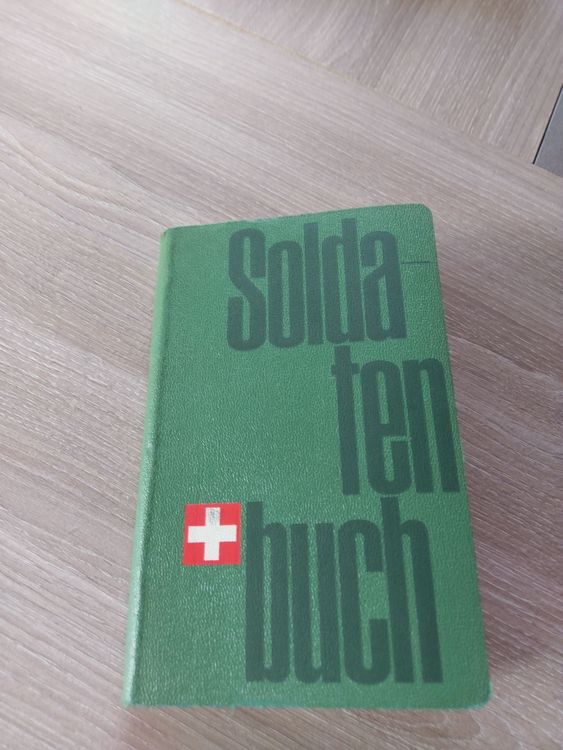 Solda-
ten
buch